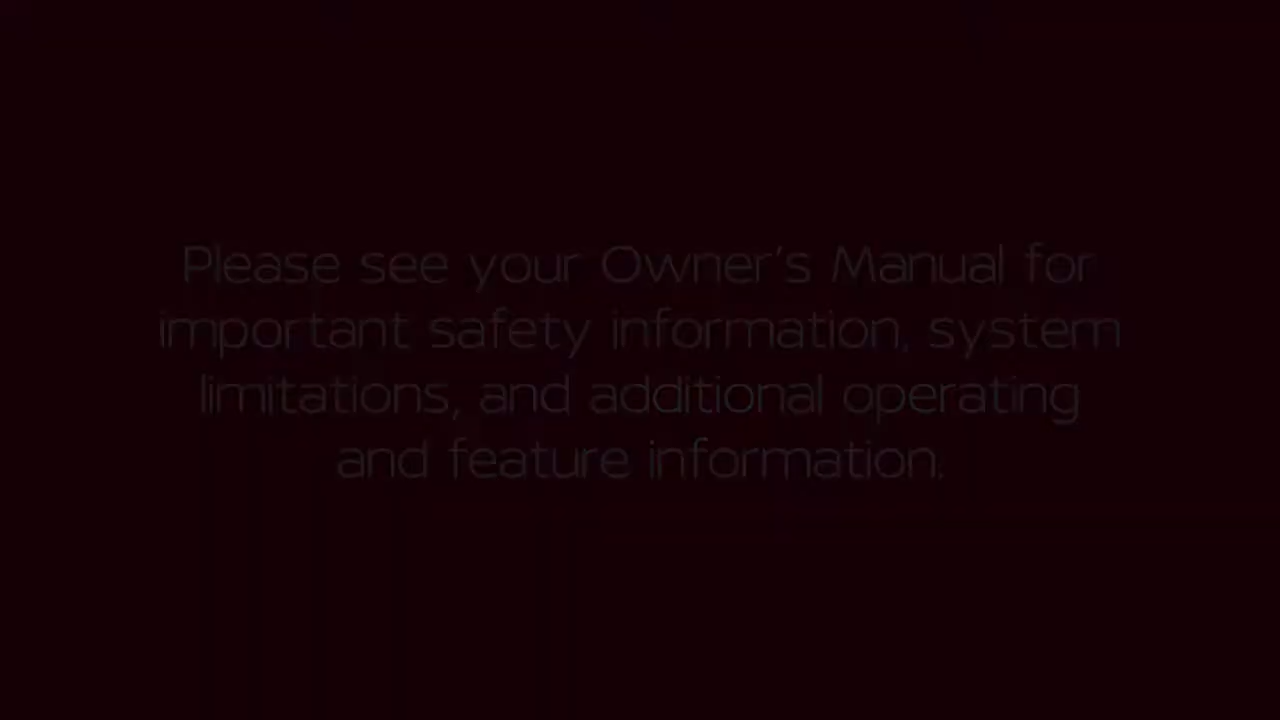 Please see your Owner's Manual for
important safety information, system
limitations, and additional operating
and feature information.